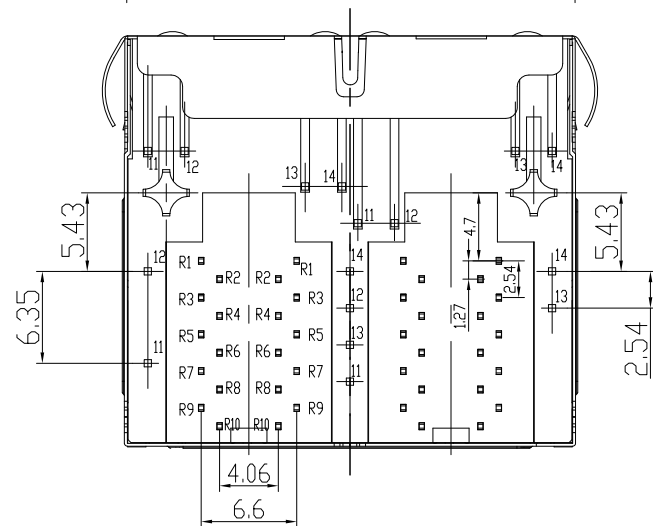 11 12 13 14
13 14
11 12
5.43 4.7 5.43
R1 R1
12 14 14
R2 R2 2.54
R3 R3
6.35 12 1.27 13
R4 R4
R5 R5 2.54
13
R6 R6
11
R7 R7
11
R8 R8
R9 R9
R10 R10
4.06
6.6